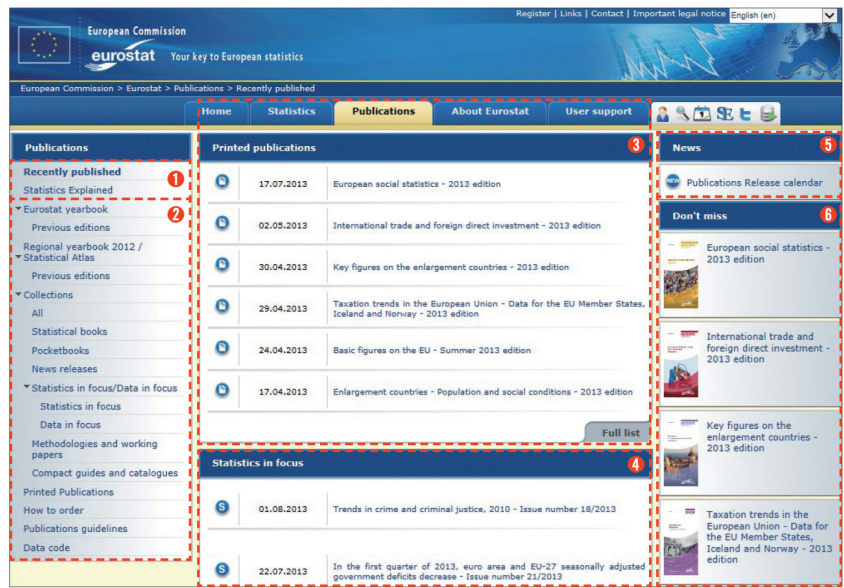 Register | Links | Contact | Important legal notice English (en)
European Commission
eurostat Your key to European statistics
European Commission > Eurostat > Publications > Recently published
Home Statistics Publications About Eurostat User support
Publications
Recently published
1
Statistics Explained
Eurostat yearbook
2
Previous editions
Regional yearbook 2012 /
Statistical Atlas
Previous editions
Collections
All
Statistical books
Pocketbooks
News releases
Statistics in focus/Data in focus
Statistics in focus
Data in focus
Methodologies and working
papers
Compact guides and catalogues
Printed Publications
How to order
Publications guidelines
Data code
Printed publications 3
17.07.2013 European social statistics - 2013 edition
02.05.2013 International trade and foreign direct investment - 2013 edition
30.04.2013 Key figures on the enlargement countries - 2013 edition
29.04.2013 Taxation trends in the European Union - Data for the EU Member States,
Iceland and Norway - 2013 edition
24.04.2013 Basic figures on the EU - Summer 2013 edition
17.04.2013 Enlargement countries - Population and social conditions - 2013 edition
Full list
Statistics in focus 4
S 01.08.2013 Trends in crime and criminal justice, 2010 - Issue number 18/2013
S 22.07.2013 In the first quarter of 2013, euro area and EU-27 seasonally adjusted
government deficits decrease - Issue number 21/2013
SE
News 5
NEW Publications Release calendar
Don't miss 6
European social statistics -
2013 edition
International trade and
foreign direct investment -
2013 edition
Key figures on the
enlargement countries -
2013 edition
Taxation trends in the
European Union - Data for
the EU Member States,
Iceland and Norway - 2013
edition